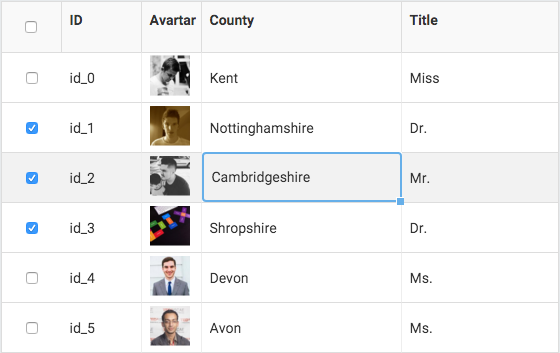 ID Avartar County Title
id_0 Kent Miss
id_1 Nottinghamshire Dr.
id_2 Cambridgeshire Mr.
id_3 Shropshire Dr.
id_4 Devon Ms.
id_5 Avon Ms.